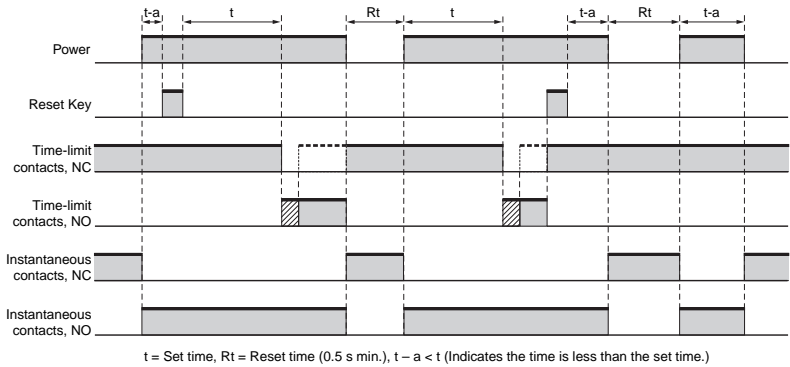 t-a t Rt t t-a Rt t-a
Power
Reset Key
Time-limit
contacts, NC
Time-limit
contacts, NO
Instantaneous
contacts, NC
Instantaneous
contacts, NO
t = Set time, Rt = Reset time (0.5 s min.), t – a < t (Indicates the time is less than the set time.)